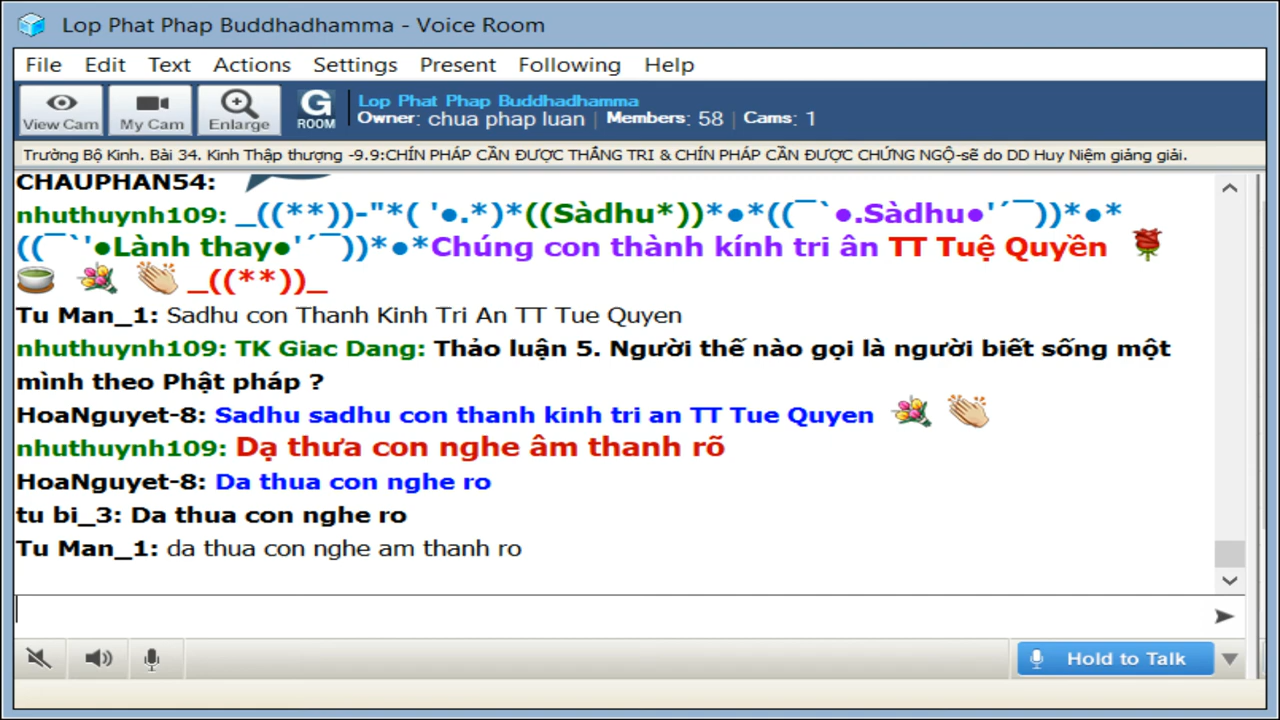 Lop Phat Phap Buddhadhamma - Voice Room
File Edit Text Actions Settings Present Following Help
View Cam My Cam Enlarge G ROOM
Lop Phat Phap Buddhadhamma
Owner: chua phap luan | Members: 58 | Cams: 1
Trường Bộ Kinh. Bài 34. Kinh Thập thượng -9.9:CHÍN PHÁP CẦN ĐƯỢC THẮNG TRI & CHÍN PHÁP CẦN ĐƯỢC CHỨNG NGỘ-sẽ do DD Huy Niệm giảng giải.
CHAUPHAN54:
nhuthuynh109: _((**))-"*( '●.*)*((Sàdhu*))*●*((¯`●.Sàdhu●'´¯))*●*
((¯`'●Lành thay●'´¯))*●*Chúng con thành kính tri ân TT Tuệ Quyền
_((**))_
Tu Man_1: Sadhu con Thanh Kinh Tri An TT Tue Quyen
nhuthuynh109: TK Giac Dang: Thảo luận 5. Người thế nào gọi là người biết sống một
mình theo Phật pháp ?
HoaNguyet-8: Sadhu sadhu con thanh kinh tri an TT Tue Quyen
nhuthuynh109: Dạ thưa con nghe âm thanh rõ
HoaNguyet-8: Da thua con nghe ro
tu bi_3: Da thua con nghe ro
Tu Man_1: da thua con nghe am thanh ro
Hold to Talk